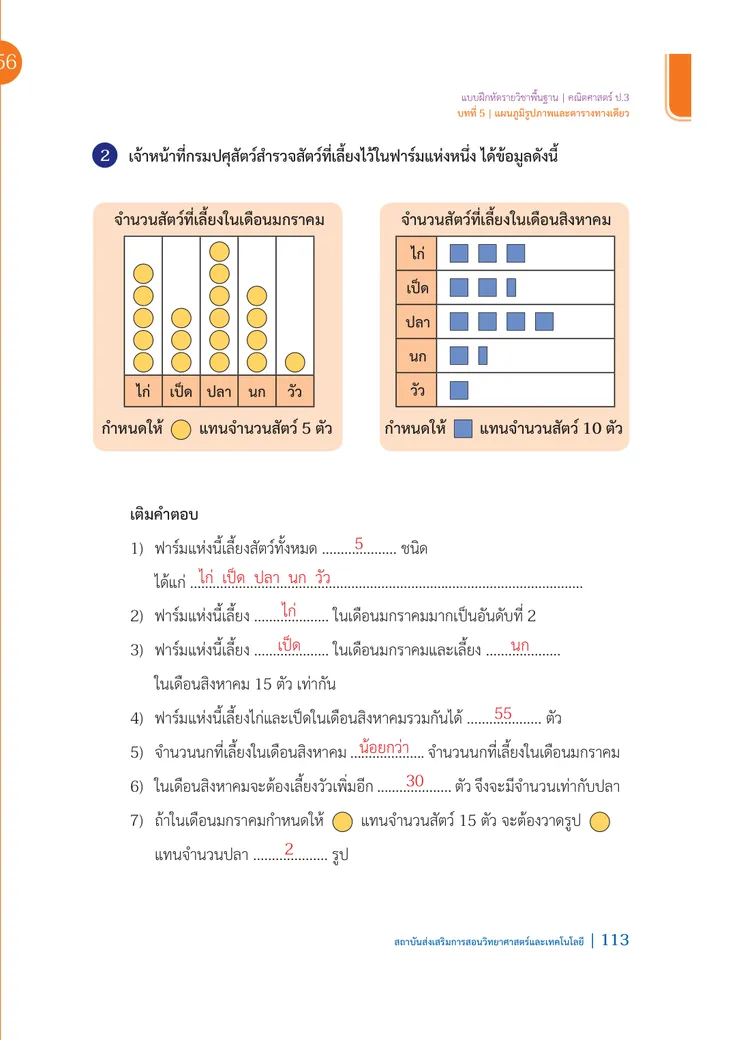 56
แบบฝึกหัดรายวิชาพื้นฐาน | คณิตศาสตร์ ป.3
บทที่ 5 | แผนภูมิรูปภาพและตารางทางเดียว
2 เจ้าหน้าที่กรมปศุสัตว์สำรวจสัตว์ที่เลี้ยงไว้ในฟาร์มแห่งหนึ่ง ได้ข้อมูลดังนี้
จำนวนสัตว์ที่เลี้ยงในเดือนมกราคม
ไก่ เป็ด ปลา นก วัว
กำหนดให้ แทนจำนวนสัตว์ 5 ตัว
จำนวนสัตว์ที่เลี้ยงในเดือนสิงหาคม
ไก่
เป็ด
ปลา
นก
วัว
กำหนดให้ แทนจำนวนสัตว์ 10 ตัว
เติมคำตอบ
1) ฟาร์มแห่งนี้เลี้ยงสัตว์ทั้งหมด 5 ชนิด
ได้แก่ ไก่ เป็ด ปลา นก วัว
2) ฟาร์มแห่งนี้เลี้ยง ไก่ ในเดือนมกราคมมากเป็นอันดับที่ 2
3) ฟาร์มแห่งนี้เลี้ยง เป็ด ในเดือนมกราคมและเลี้ยง นก
ในเดือนสิงหาคม 15 ตัว เท่ากัน
4) ฟาร์มแห่งนี้เลี้ยงไก่และเป็ดในเดือนสิงหาคมรวมกันได้ 55 ตัว
5) จำนวนนกที่เลี้ยงในเดือนสิงหาคม น้อยกว่า จำนวนนกที่เลี้ยงในเดือนมกราคม
6) ในเดือนสิงหาคมจะต้องเลี้ยงวัวเพิ่มอีก 30 ตัว จึงจะมีจำนวนเท่ากับปลา
7) ถ้าในเดือนมกราคมกำหนดให้ แทนจำนวนสัตว์ 15 ตัว จะต้องวาดรูป
แทนจำนวนปลา 2 รูป
สถาบันส่งเสริมการสอนวิทยาศาสตร์และเทคโนโลยี | 113